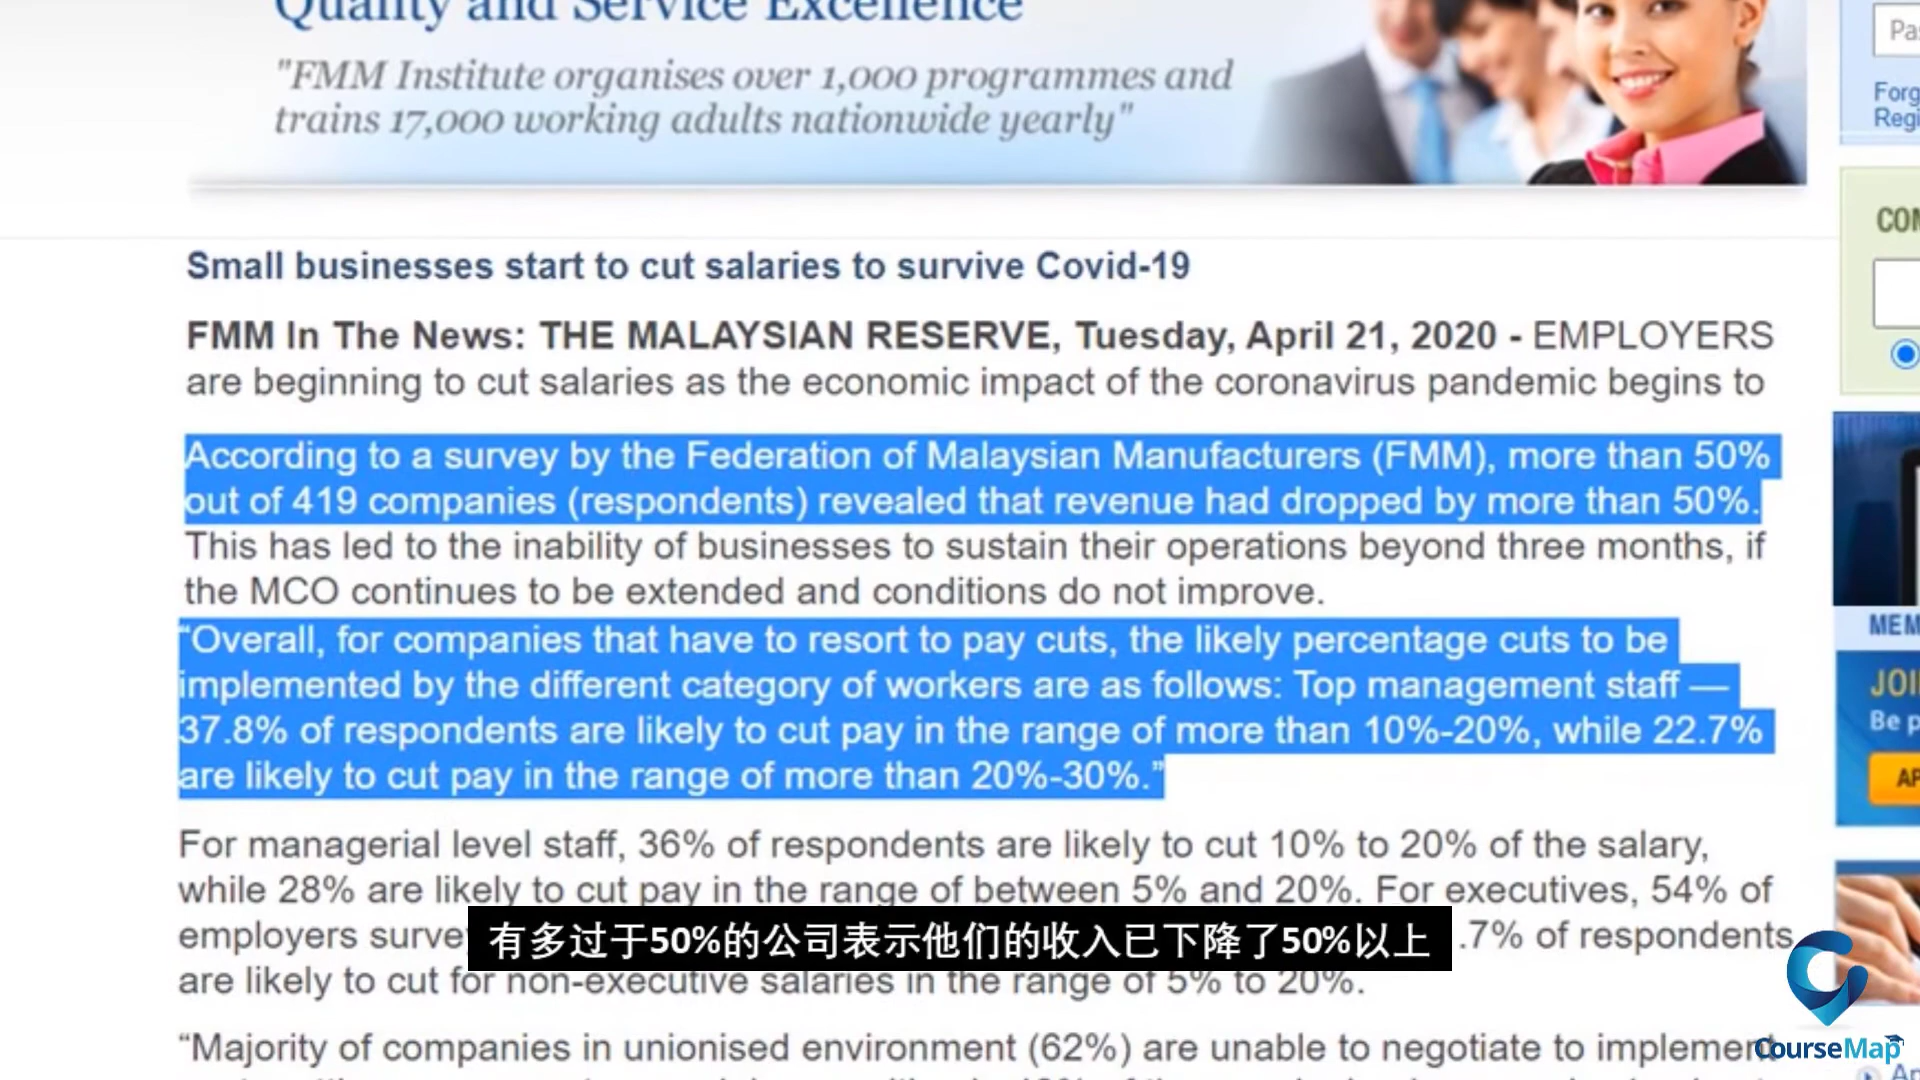 Quality and Service Excellence
"FMM Institute organises over 1,000 programmes and
trains 17,000 working adults nationwide yearly"
Forg
Regi
Small businesses start to cut salaries to survive Covid-19
FMM In The News: THE MALAYSIAN RESERVE, Tuesday, April 21, 2020 - EMPLOYERS
are beginning to cut salaries as the economic impact of the coronavirus pandemic begins to
According to a survey by the Federation of Malaysian Manufacturers (FMM), more than 50%
out of 419 companies (respondents) revealed that revenue had dropped by more than 50%.
This has led to the inability of businesses to sustain their operations beyond three months, if
the MCO continues to be extended and conditions do not improve.
“Overall, for companies that have to resort to pay cuts, the likely percentage cuts to be
implemented by the different category of workers are as follows: Top management staff —
37.8% of respondents are likely to cut pay in the range of more than 10%-20%, while 22.7%
are likely to cut pay in the range of more than 20%-30%.”
For managerial level staff, 36% of respondents are likely to cut 10% to 20% of the salary,
while 28% are likely to cut pay in the range of between 5% and 20%. For executives, 54% of
employers surve
.7% of respondents
are likely to cut for non-executive salaries in the range of 5% to 20%.
“Majority of companies in unionised environment (62%) are unable to negotiate to implement
有多过于50%的公司表示他们的收入已下降了50%以上
Pa
CON
MEM
JOI
Be p
AP
CourseMap